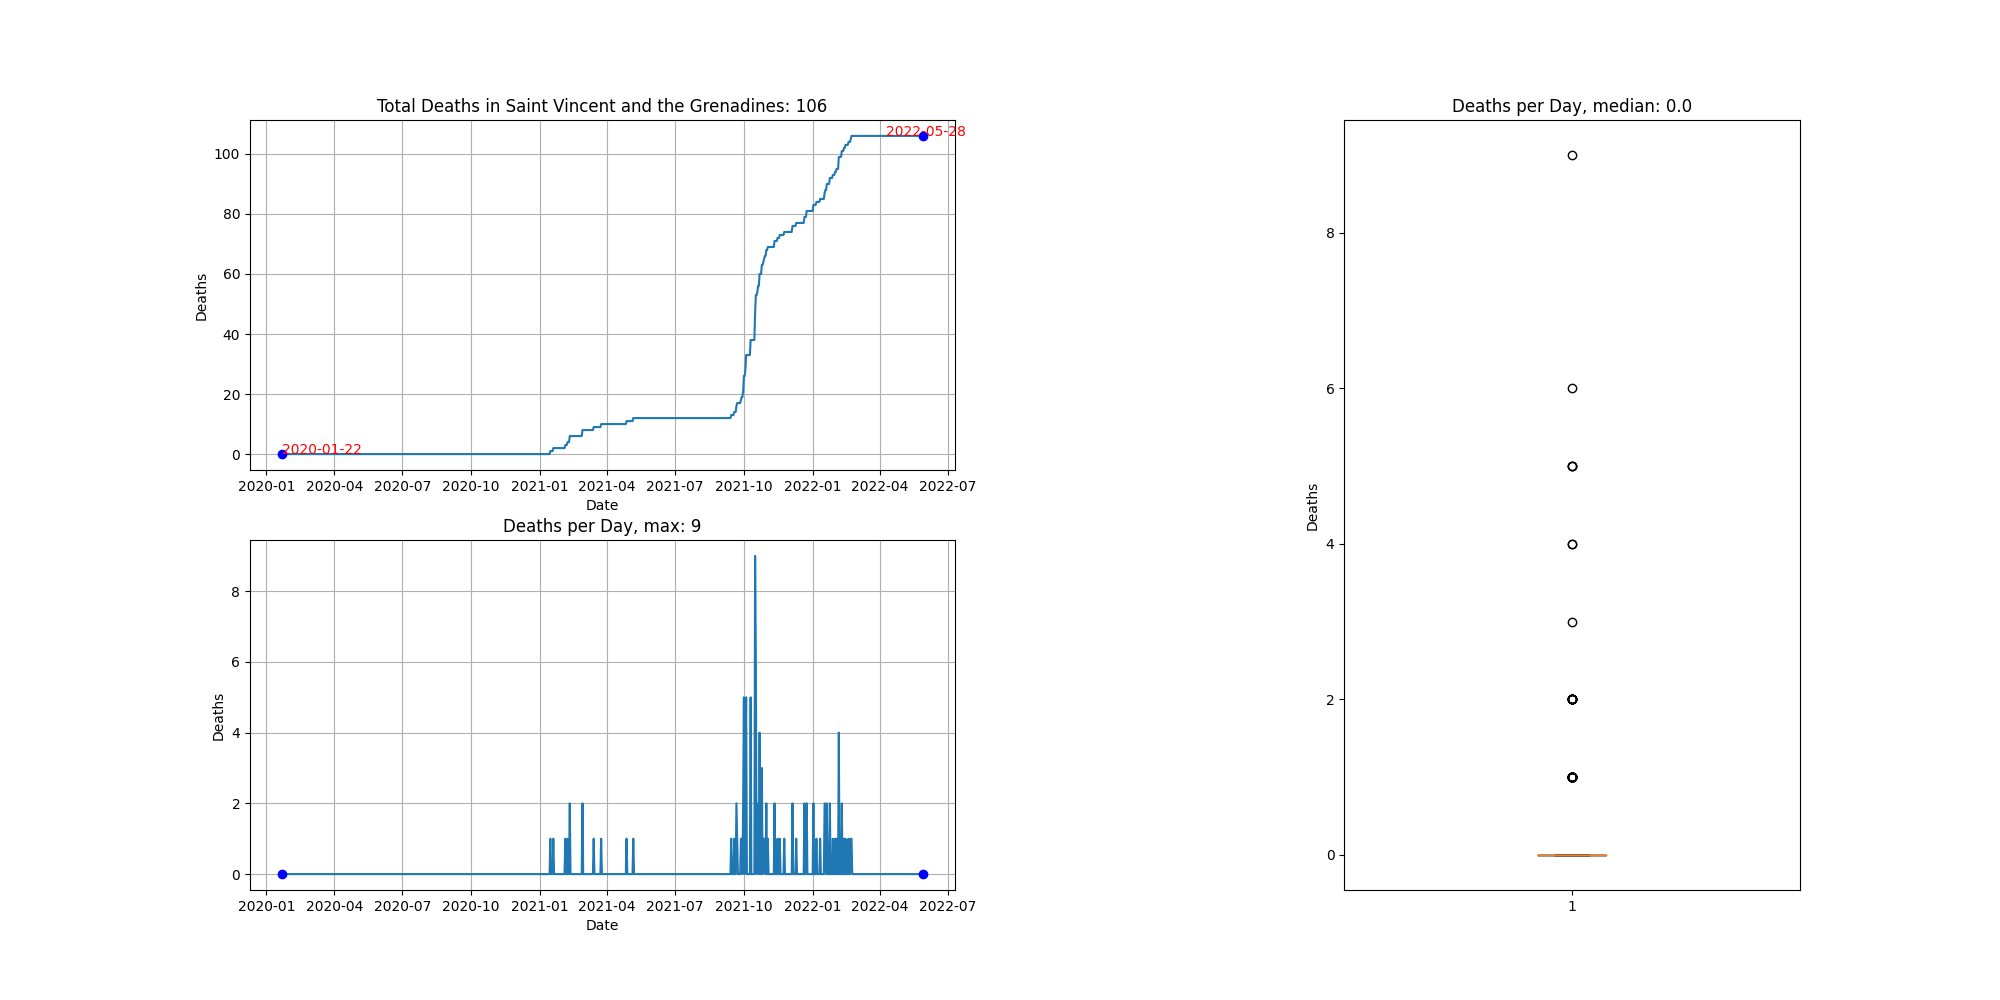 Total Deaths in Saint Vincent and the Grenadines: 106
Deaths
100
80
60
40
20
0
2022-05-28
2020-01-22
2020-01 2020-04 2020-07 2020-10 2021-01 2021-04 2021-07 2021-10 2022-01 2022-04 2022-07
Date
Deaths per Day, max: 9
Deaths
8
6
4
2
0
2020-01 2020-04 2020-07 2020-10 2021-01 2021-04 2021-07 2021-10 2022-01 2022-04 2022-07
Date
Deaths per Day, median: 0.0
Deaths
8
6
4
2
0
1